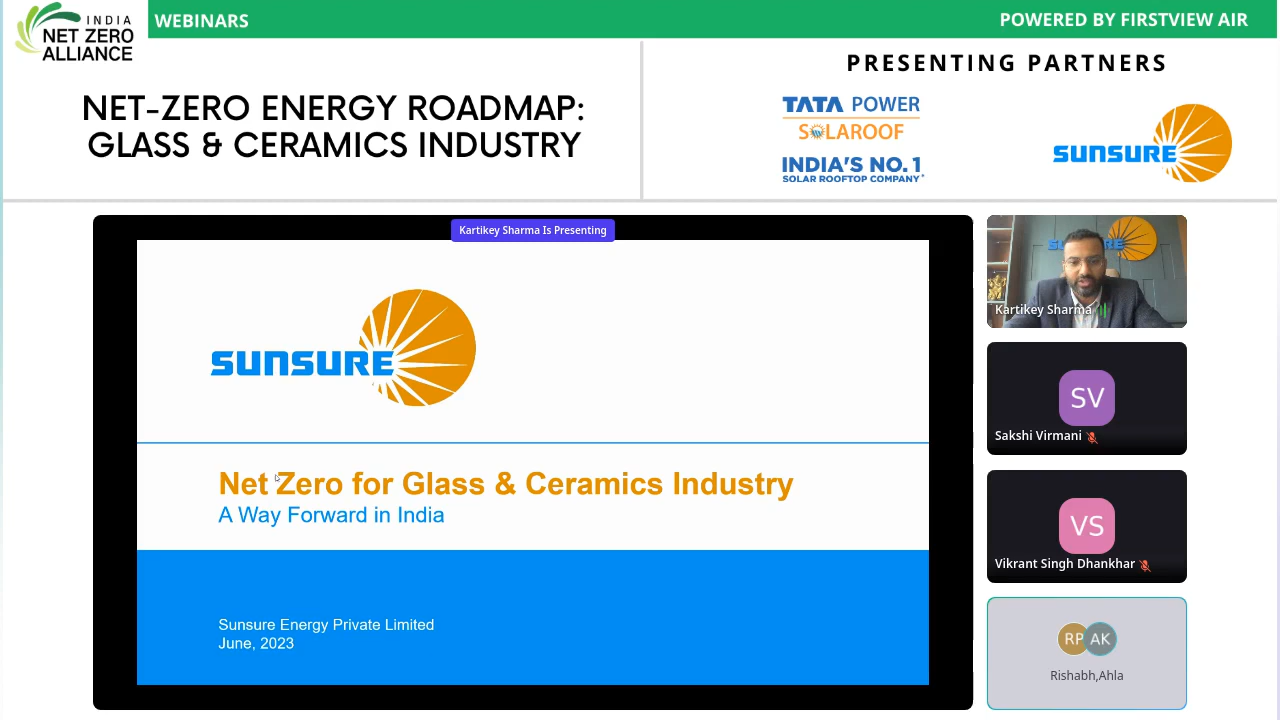 INDIA
NET ZERO
ALLIANCE
WEBINARS
POWERED BY FIRSTVIEW AIR
NET-ZERO ENERGY ROADMAP:
GLASS & CERAMICS INDUSTRY
PRESENTING PARTNERS
TATA POWER
SOLAROOF
INDIA'S NO. 1
SOLAR ROOFTOP COMPANY*
SUNSURE
Kartikey Sharma Is Presenting
SUNSURE
Net Zero for Glass & Ceramics Industry
A Way Forward in India
Sunsure Energy Private Limited
June, 2023
Kartikey Sharma
SV
Sakshi Virmani
VS
Vikrant Singh Dhankhar
RP AK
Rishabh,Ahla